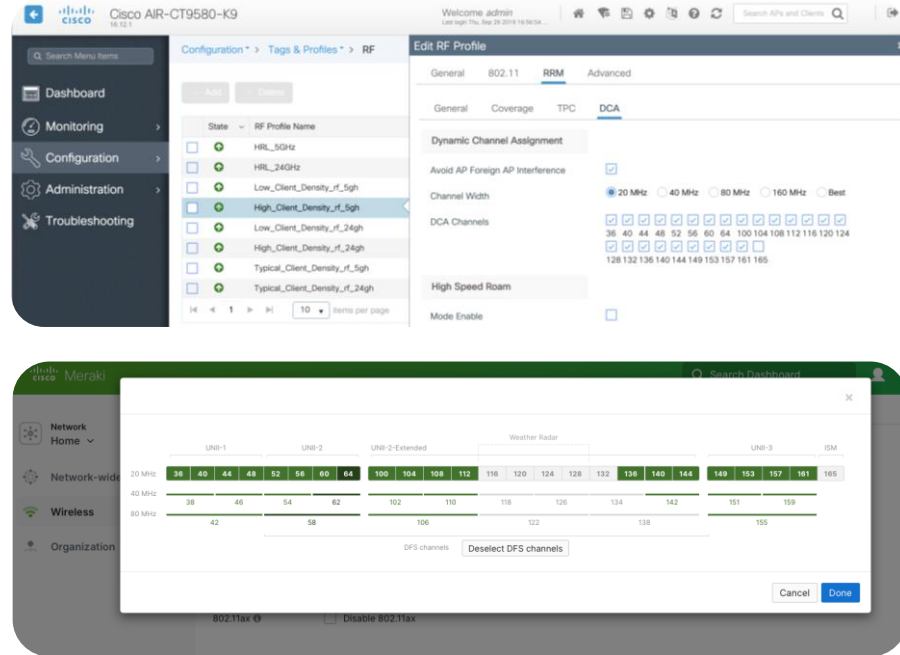 CISCO
Cisco AIR-CT9580-K9
16.12.1
Welcome admin
Search APs and Clients
Search Menu Items
Dashboard
Monitoring
Configuration
Administration
Troubleshooting
Configuration > Tags & Profiles > RF
Add
Delete
State RF Profile Name
HRL_5GHz
HRL_24GHz
Low_Client_Density_rf_5gh
High_Client_Density_rf_5gh
Low_Client_Density_rf_24gh
High_Client_Density_rf_24gh
Typical_Client_Density_rf_5gh
Typical_Client_Density_rf_24gh
1 10 items per page
Edit RF Profile
General 802.11 RRM Advanced
General Coverage TPC DCA
Dynamic Channel Assignment
Avoid AP Foreign AP Interference
Channel Width 20 MHz 40 MHz 80 MHz 160 MHz Best
DCA Channels
36 40 44 48 52 56 60 64 100 104 108 112 116 120 124
128 132 136 140 144 149 153 157 161 165
High Speed Roam
Mode Enable
CISCO Meraki
Search Dashboard
Network
Home
Network-wide
Wireless
Organization
×
Weather Radar
UNII-1 UNII-2 UNII-2-Extended UNII-3 ISM
20 MHz 36 40 44 48 52 56 60 64 100 104 108 112 116 120 124 128 132 136 140 144 149 153 157 161 165
40 MHz
38 46 54 62 102 110 118 126 134 142 151 159
80 MHz
42 58 106 122 138 155
DFS channels Deselect DFS channels
Cancel Done
802.11ax Disable 802.11ax